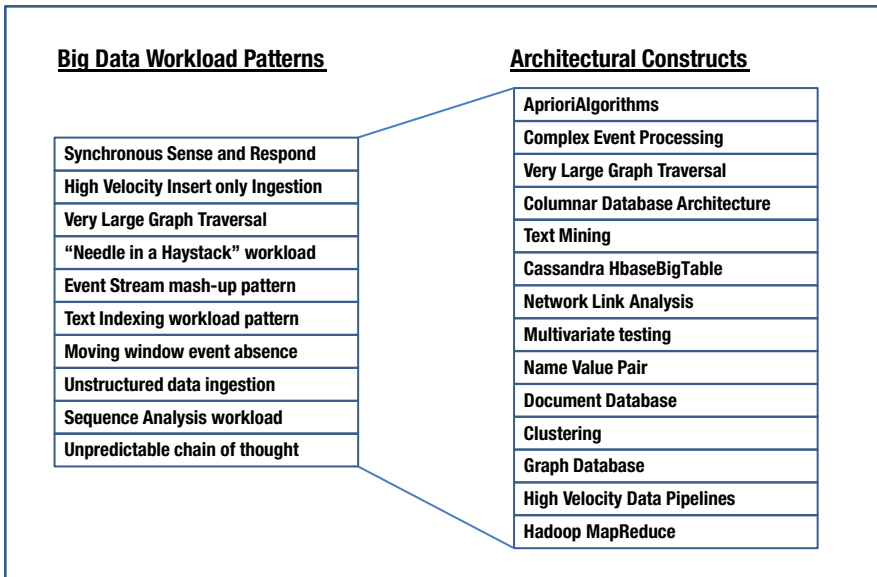 Big Data Workload Patterns
Synchronous Sense and Respond
High Velocity Insert only Ingestion
Very Large Graph Traversal
“Needle in a Haystack” workload
Event Stream mash-up pattern
Text Indexing workload pattern
Moving window event absence
Unstructured data ingestion
Sequence Analysis workload
Unpredictable chain of thought
Architectural Constructs
AprioriAlgorithms
Complex Event Processing
Very Large Graph Traversal
Columnar Database Architecture
Text Mining
Cassandra HbaseBigTable
Network Link Analysis
Multivariate testing
Name Value Pair
Document Database
Clustering
Graph Database
High Velocity Data Pipelines
Hadoop MapReduce